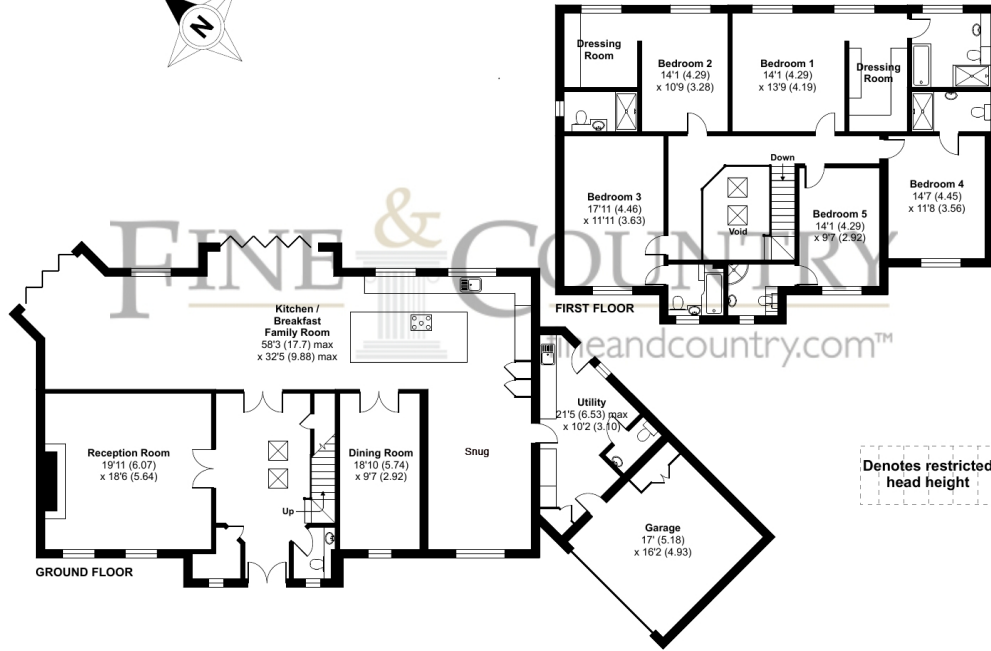 N
Dressing
Room
Bedroom 2
14'1 (4.29)
x 10'9 (3.28)
Bedroom 1
14'1 (4.29)
x 13'9 (4.19)
Dressing
Room
Bedroom 3
17'11 (4.46)
x 11'11 (3.63)
Down
Void
Bedroom 5
14'1 (4.29)
x 9'7 (2.92)
Bedroom 4
14'7 (4.45)
x 11'8 (3.56)
FIRST FLOOR
FINE & COUNTRY
fineandcountry.com™
Kitchen /
Breakfast
Family Room
58'3 (17.7) max
x 32'5 (9.88) max
Utility
21'5 (6.53) max
x 10'2 (3.10)
Reception Room
19'11 (6.07)
x 18'6 (5.64)
Up
Dining Room
18'10 (5.74)
x 9'7 (2.92)
Snug
Garage
17' (5.18)
x 16'2 (4.93)
GROUND FLOOR
Denotes restricted
head height